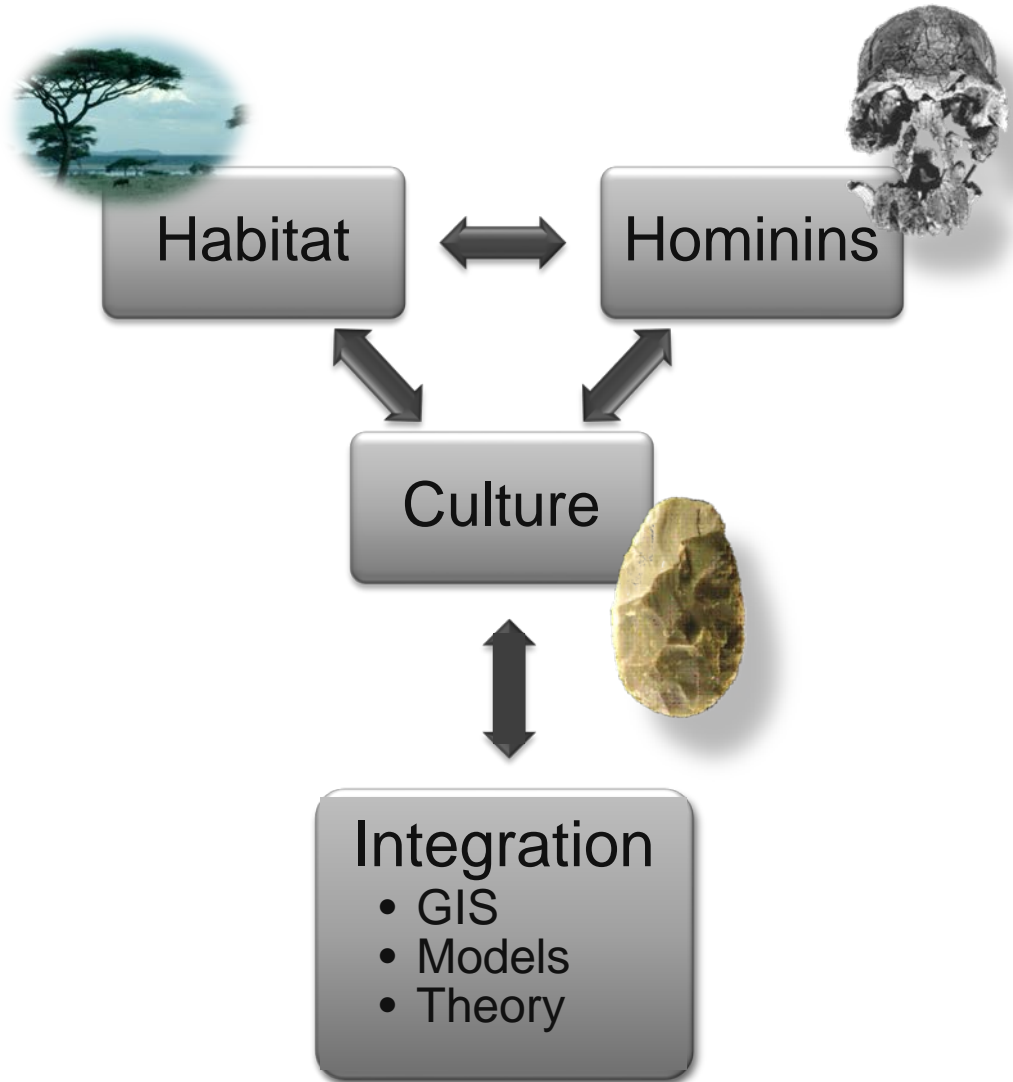 Habitat
Hominins
Culture
Integration
• GIS
• Models
• Theory